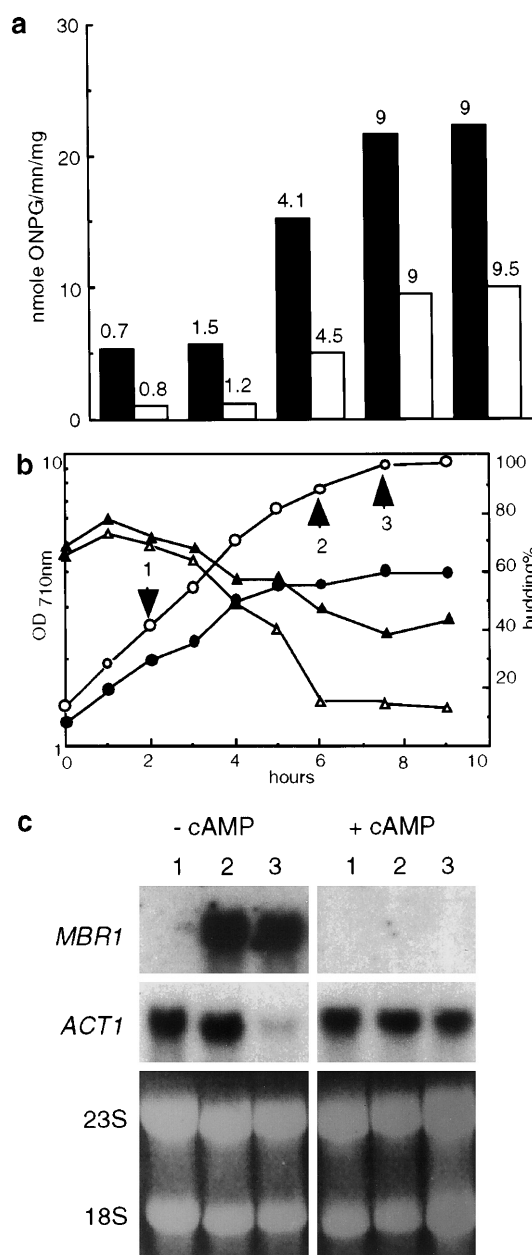 a
nmole ONPG/mn/mg
30
20
10
0
0.7
0.8
1.5
1.2
4.1
4.5
9
9
9
9.5
b
OD 710nm
10
1
1
2
3
100
80
60
40
20
budding%
0 2 4 6 8 10
hours
c
- cAMP + cAMP
1 2 3 1 2 3
MBR1
ACT1
23S
18S